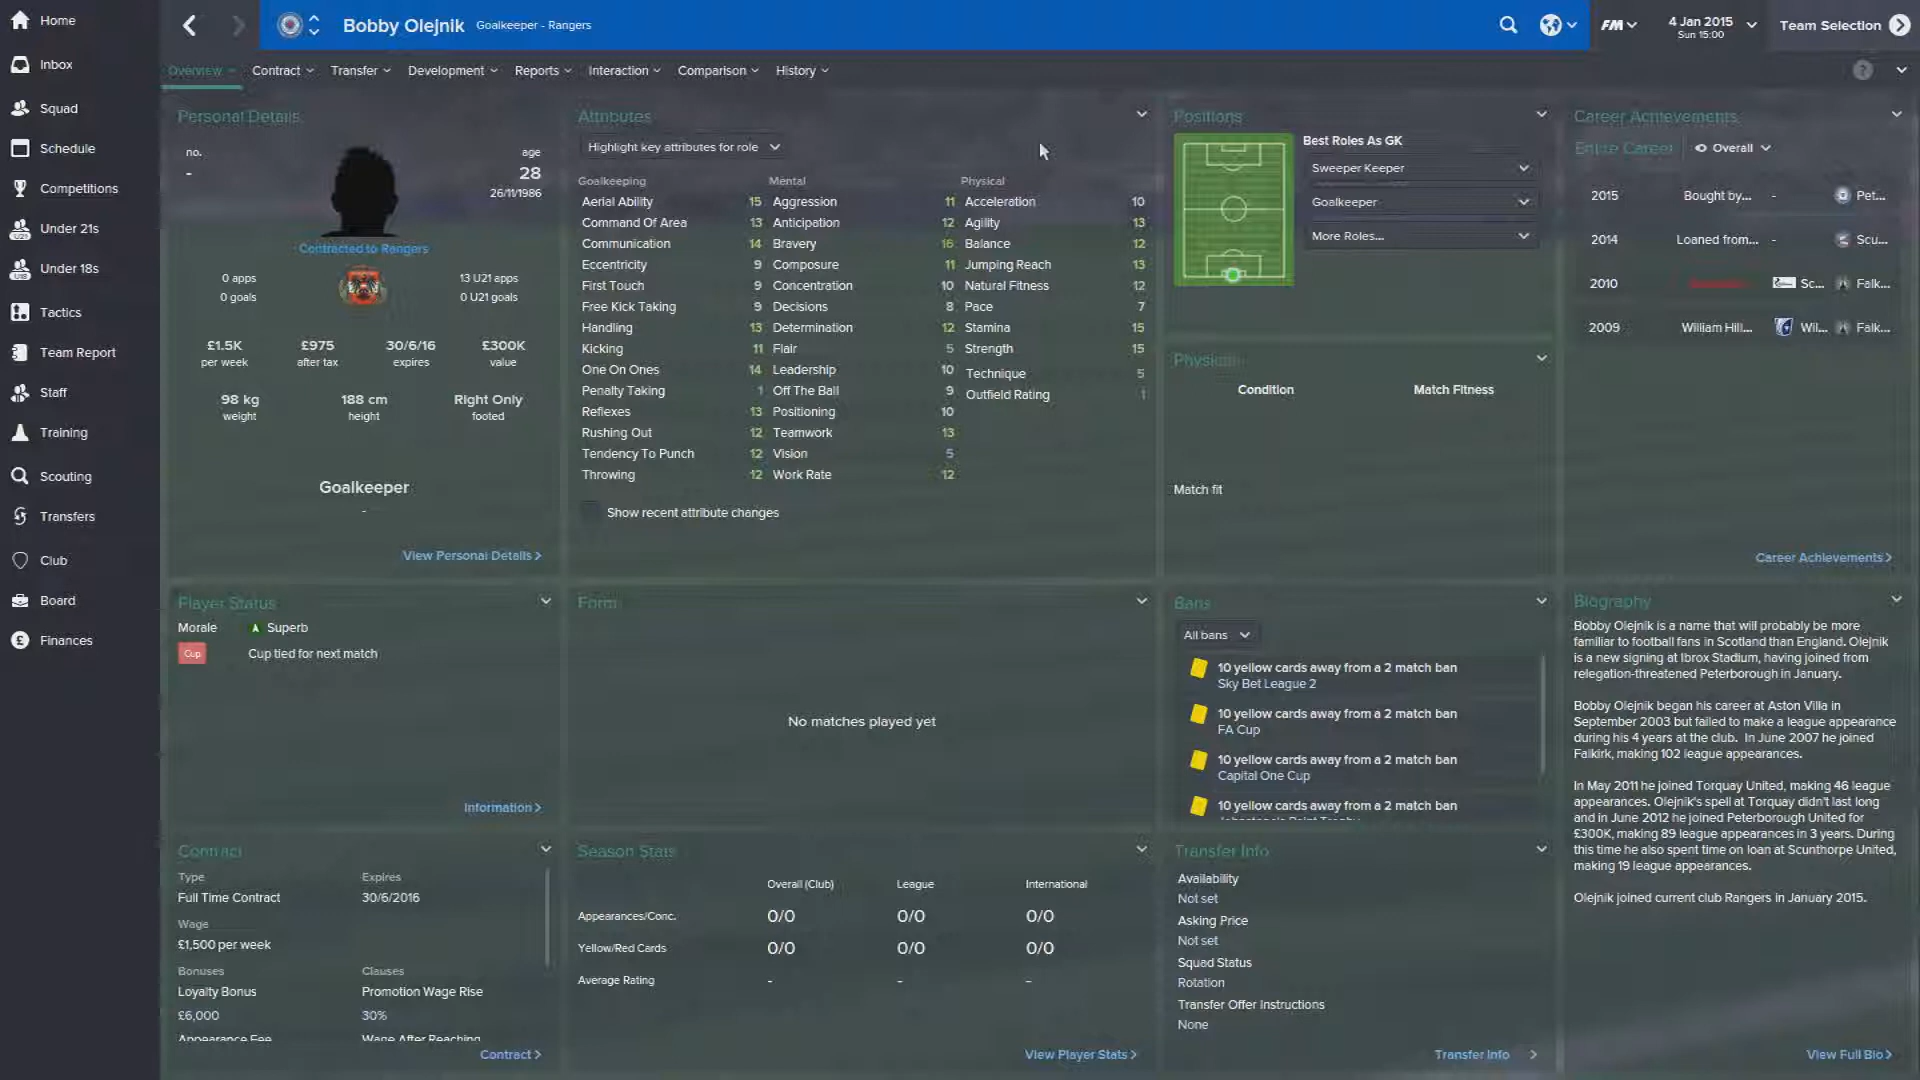 Home
Inbox
Squad
Schedule
Competitions
Under 21s
Under 18s
Tactics
Team Report
Staff
Training
Scouting
Transfers
Club
Board
Finances
Bobby Olejnik Goalkeeper - Rangers
FM
4 Jan 2015
Sun 15:00
Team Selection
Overview Contract Transfer Development Reports Interaction Comparison History
Personal Details
no.
-
age
28
26/11/1986
Contracted to Rangers
0 apps
0 goals
13 U21 apps
0 U21 goals
£1.5K £975 30/6/16 £300K
per week after tax expires value
98 kg 188 cm Right Only
weight height footed
Goalkeeper
-
View Personal Details >
Attributes
Highlight key attributes for role
Goalkeeping Mental Physical
Aerial Ability 15 Aggression 11 Acceleration 10
Command Of Area 13 Anticipation 12 Agility 13
Communication 14 Bravery 16 Balance 12
Eccentricity 9 Composure 11 Jumping Reach 13
First Touch 9 Concentration 10 Natural Fitness 12
Free Kick Taking 9 Decisions 8 Pace 7
Handling 13 Determination 12 Stamina 15
Kicking 11 Flair 5 Strength 15
One On Ones 14 Leadership 10 Technique 5
Penalty Taking 1 Off The Ball 9 Outfield Rating 1
Reflexes 13 Positioning 10
Rushing Out 12 Teamwork 13
Tendency To Punch 12 Vision 5
Throwing 12 Work Rate 12
Show recent attribute changes
Positions
Best Roles As GK
Sweeper Keeper
Goalkeeper
More Roles...
Condition Match Fitness
Match fit
Career Achievements
Entire Career Overall
2015 Bought by... - Pet...
2014 Loaned from... - Scu...
2010 Sc... Falk...
2009 William Hill... Wil... Falk...
Career Achievements >
Player Status
Morale Superb
Cup Cup tied for next match
Information >
Form
No matches played yet
Bans
All bans
10 yellow cards away from a 2 match ban
Sky Bet League 2
10 yellow cards away from a 2 match ban
FA Cup
10 yellow cards away from a 2 match ban
Capital One Cup
10 yellow cards away from a 2 match ban
Johnstone's Paint Trophy
Biography
Bobby Olejnik is a name that will probably be more
familiar to football fans in Scotland than England. Olejnik
is a new signing at Ibrox Stadium, having joined from
relegation-threatened Peterborough in January.
Bobby Olejnik began his career at Aston Villa in
September 2003 but failed to make a league appearance
during his 4 years at the club. In June 2007 he joined
Falkirk, making 102 league appearances.
In May 2011 he joined Torquay United, making 46 league
appearances. Olejnik's spell at Torquay didn't last long
and in June 2012 he joined Peterborough United for
£300K, making 89 league appearances in 3 years. During
this time he also spent time on loan at Scunthorpe United,
making 19 league appearances.
Olejnik joined current club Rangers in January 2015.
View Full Bio >
Contract
Type Expires
Full Time Contract 30/6/2016
Wage
£1,500 per week
Bonuses Clauses
Loyalty Bonus Promotion Wage Rise
£6,000 30%
Appearance Fee Wage After Reaching
Contract >
Season Stats
Overall (Club) League International
Appearances/Conc. 0/0 0/0 0/0
Yellow/Red Cards 0/0 0/0 0/0
Average Rating - - -
View Player Stats >
Transfer Info
Availability
Not set
Asking Price
Not set
Squad Status
Rotation
Transfer Offer Instructions
None
Transfer Info >